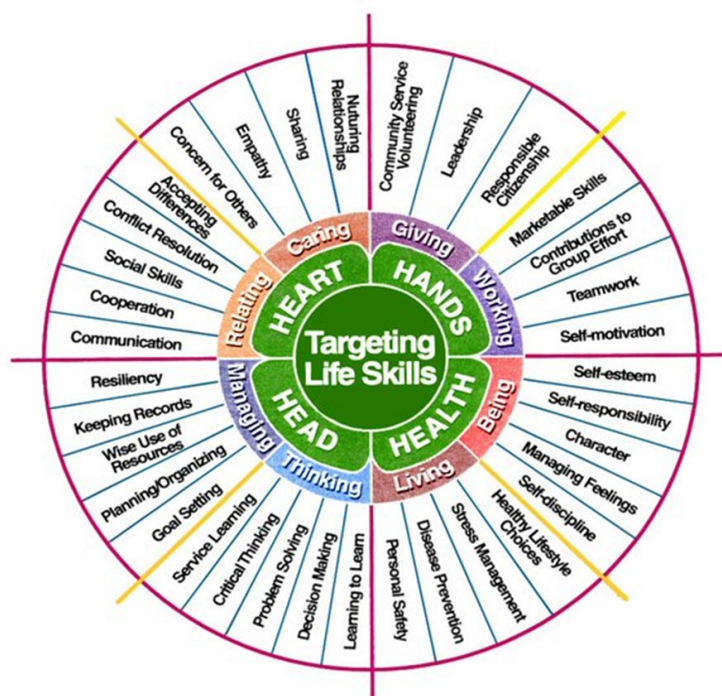 Targeting
Life Skills
HEART
HANDS
HEALTH
HEAD
Caring
Giving
Working
Being
Living
Thinking
Managing
Relating
Community Service
Volunteering
Leadership
Responsible
Citizenship
Marketable Skills
Contributions to
Group Effort
Teamwork
Self-motivation
Self-esteem
Self-responsibility
Character
Managing Feelings
Self-discipline
Healthy Lifestyle
Choices
Stress Management
Disease Prevention
Personal Safety
Learning to Learn
Decision Making
Problem Solving
Critical Thinking
Service Learning
Goal Setting
Planning/Organizing
Wise Use of
Resources
Keeping Records
Resiliency
Communication
Cooperation
Social Skills
Conflict Resolution
Accepting
Differences
Concern for Others
Empathy
Sharing
Nuturing
Relationships